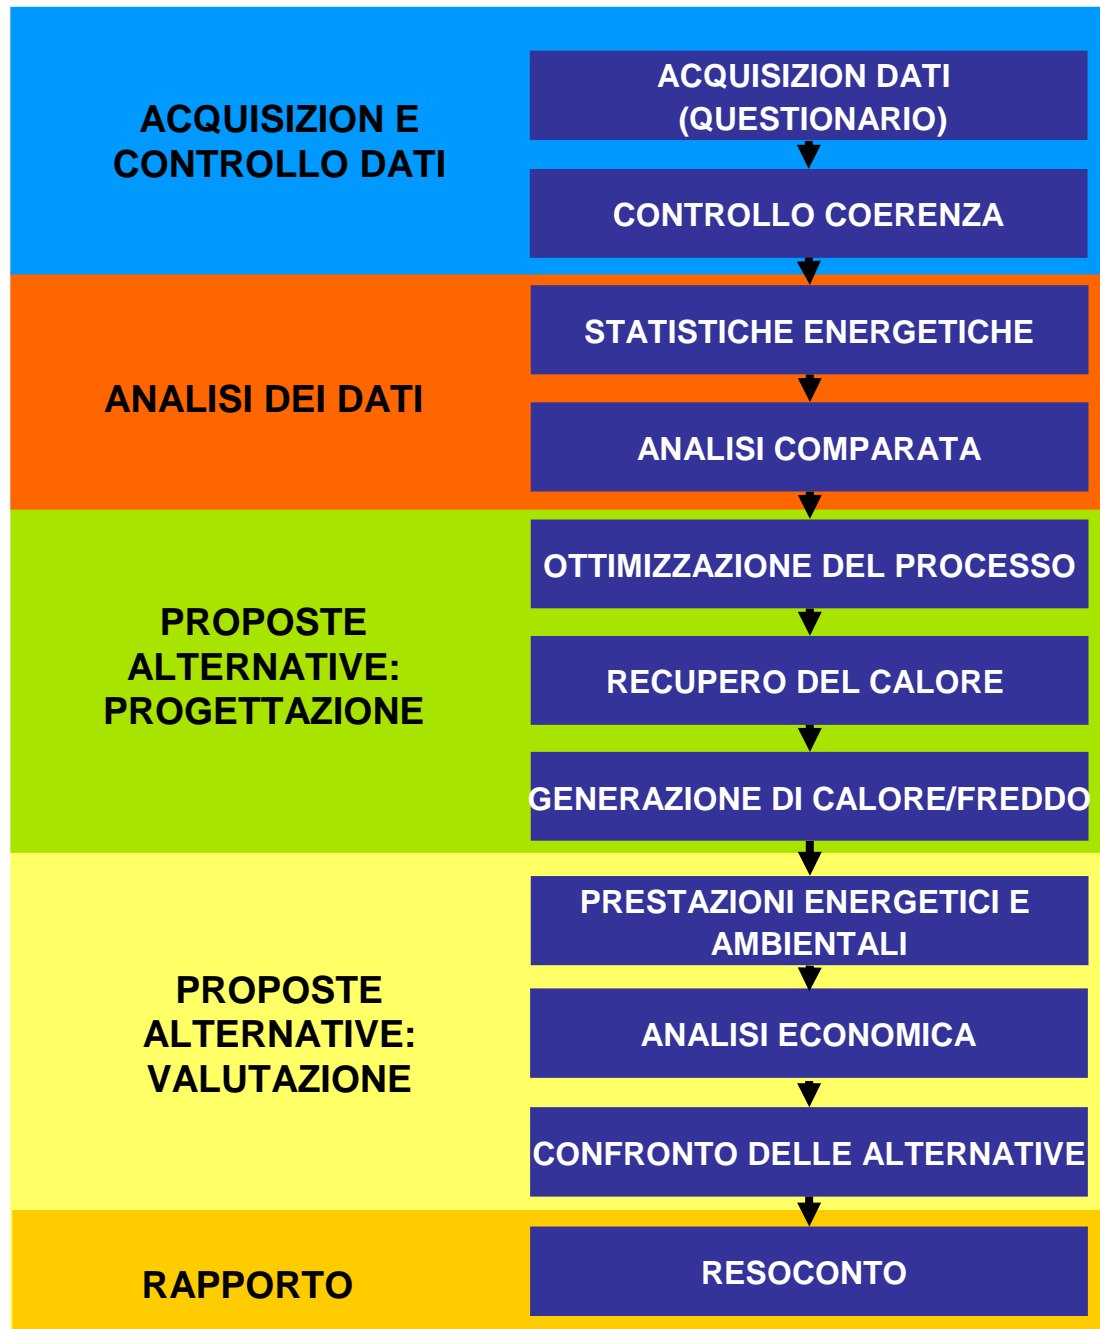 ACQUISIZION E
CONTROLLO DATI
ACQUISIZION DATI
(QUESTIONARIO)
CONTROLLO COERENZA
ANALISI DEI DATI
STATISTICHE ENERGETICHE
ANALISI COMPARATA
PROPOSTE
ALTERNATIVE:
PROGETTAZIONE
OTTIMIZZAZIONE DEL PROCESSO
RECUPERO DEL CALORE
GENERAZIONE DI CALORE/FREDDO
PROPOSTE
ALTERNATIVE:
VALUTAZIONE
PRESTAZIONI ENERGETICI E
AMBIENTALI
ANALISI ECONOMICA
CONFRONTO DELLE ALTERNATIVE
RAPPORTO
RESOCONTO